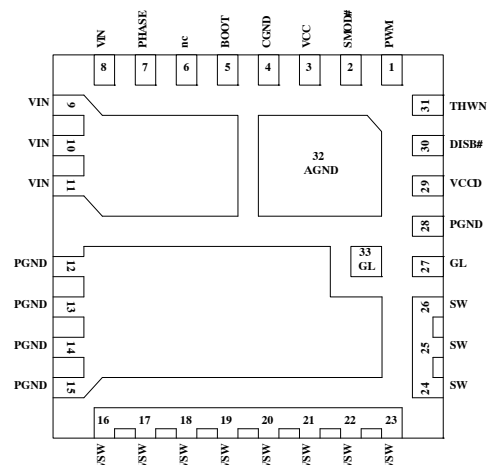 VIN PHASE nc BOOT CGND VCC SMOD# PWM
8 7 6 5 4 3 2 1
VIN 9 31 THWN
VIN 10 30 DISB#
32
AGND
VIN 11 29 VCCD
28 PGND
PGND 12 33
GL
27 GL
PGND 13 26 SW
PGND 14 25 SW
PGND 15 24 SW
16 17 18 19 20 21 22 23
/SW /SW /SW /SW /SW /SW /SW /SW